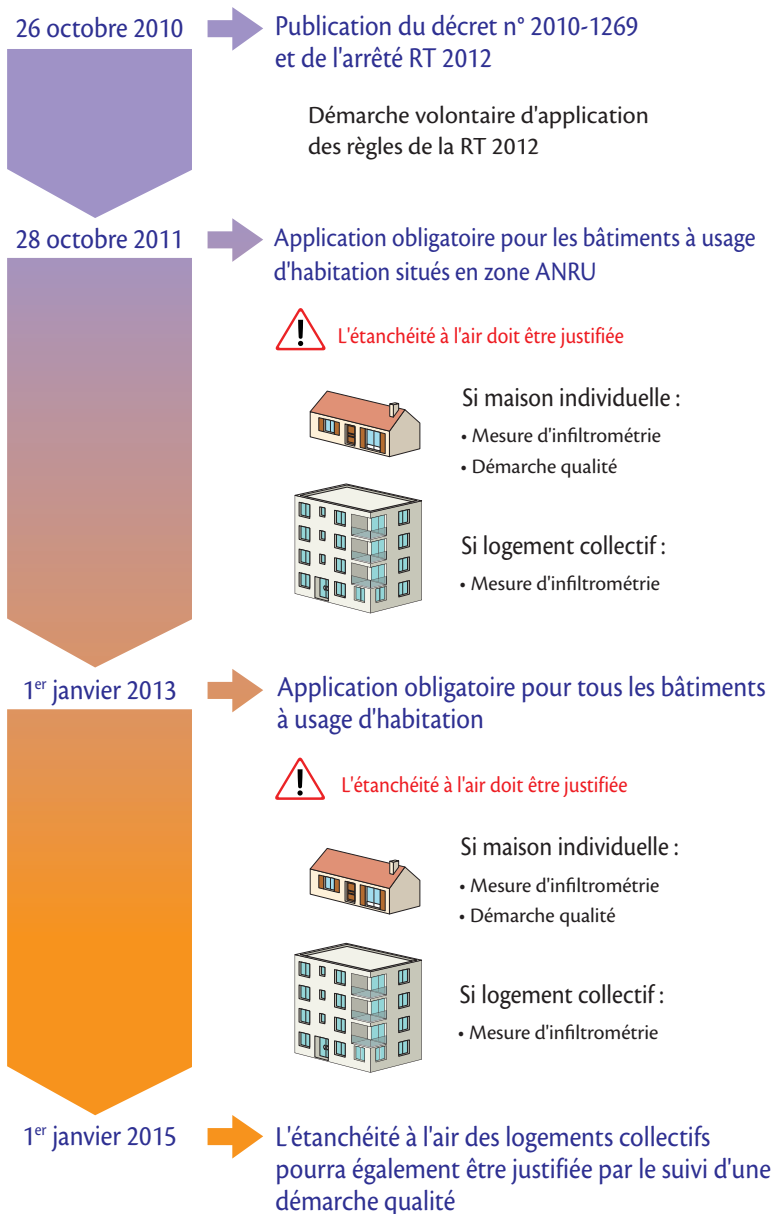 26 octobre 2010
Publication du décret n° 2010-1269
et de l'arrêté RT 2012
Démarche volontaire d'application
des règles de la RT 2012
28 octobre 2011
Application obligatoire pour les bâtiments à usage
d'habitation situés en zone ANRU
L'étanchéité à l'air doit être justifiée
Si maison individuelle :
• Mesure d'infiltrométrie
• Démarche qualité
Si logement collectif :
• Mesure d'infiltrométrie
1er janvier 2013
Application obligatoire pour tous les bâtiments
à usage d'habitation
L'étanchéité à l'air doit être justifiée
Si maison individuelle :
• Mesure d'infiltrométrie
• Démarche qualité
Si logement collectif :
• Mesure d'infiltrométrie
1er janvier 2015
L'étanchéité à l'air des logements collectifs
pourra également être justifiée par le suivi d'une
démarche qualité